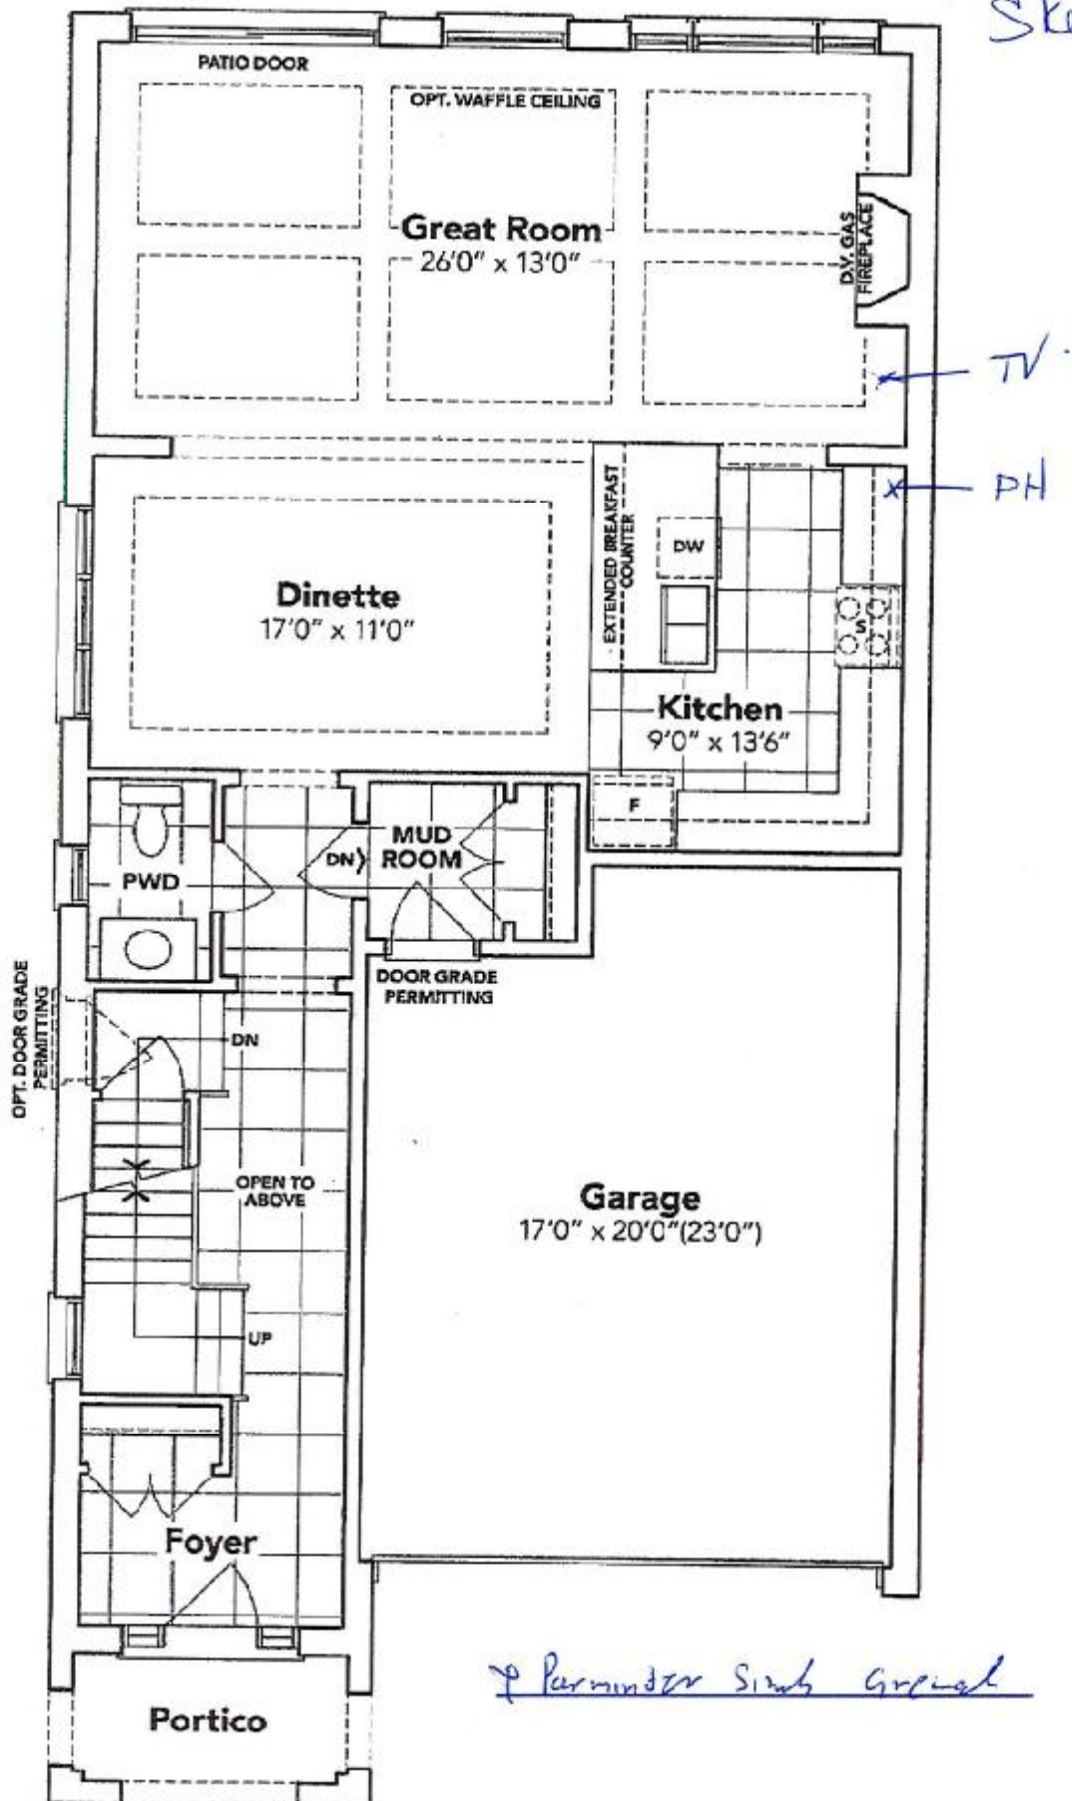 PATIO DOOR
OPT. WAFFLE CEILING
Great Room
26'0" x 13'0"
D.V. GAS
FIREPLACE
TV
PH
EXTENDED BREAKFAST
COUNTER
DW
Dinette
17'0" x 11'0"
S
Kitchen
9'0" x 13'6"
F
MUD
ROOM
DN
PWD
DOOR GRADE
PERMITTING
OPT. DOOR GRADE
PERMITTING
DN
OPEN TO
ABOVE
Garage
17'0" x 20'0"(23'0")
UP
Foyer
Parminder Singh
Portico